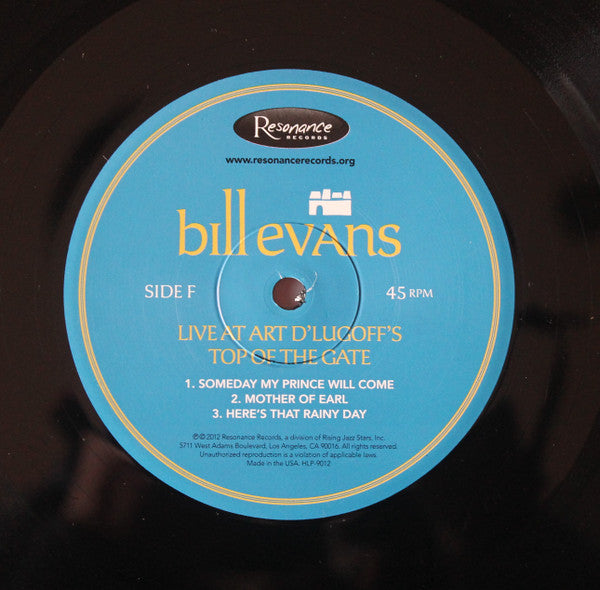 Resonance
RECORDS
www.resonancerecords.org
bill evans
SIDE F
45 RPM
LIVE AT ART D'LUGOFF'S
TOP OF THE GATE
1. SOMEDAY MY PRINCE WILL COME
2. MOTHER OF EARL
3. HERE'S THAT RAINY DAY
℗© 2012 Resonance Records, a division of Rising Jazz Stars, Inc.
5711 West Adams Boulevard, Los Angeles, CA 90016. All rights reserved.
Unauthorized reproduction is a violation of applicable laws.
Made in the USA. HLP-9012